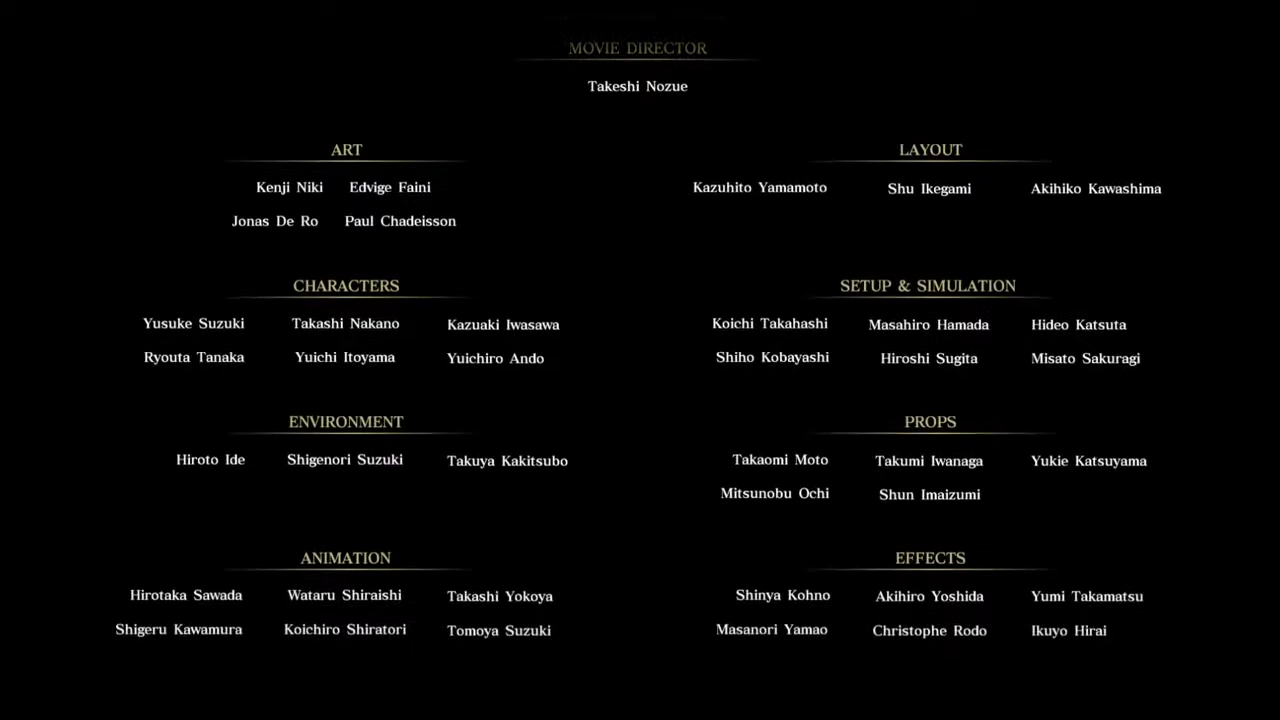 MOVIE DIRECTOR
Takeshi Nozue
ART
Kenji Niki Edvige Faini
Jonas De Ro Paul Chadeisson
LAYOUT
Kazuhito Yamamoto Shu Ikegami Akihiko Kawashima
CHARACTERS
Yusuke Suzuki Takashi Nakano Kazuaki Iwasawa
Ryouta Tanaka Yuichi Itoyama Yuichiro Ando
SETUP & SIMULATION
Koichi Takahashi Masahiro Hamada Hideo Katsuta
Shiho Kobayashi Hiroshi Sugita Misato Sakuragi
ENVIRONMENT
Hiroto Ide Shigenori Suzuki Takuya Kakitsubo
PROPS
Takaomi Moto Takumi Iwanaga Yukie Katsuyama
Mitsunobu Ochi Shun Imaizumi
ANIMATION
Hirotaka Sawada Wataru Shiraishi Takashi Yokoya
Shigeru Kawamura Koichiro Shiratori Tomoya Suzuki
EFFECTS
Shinya Kohno Akihiro Yoshida Yumi Takamatsu
Masanori Yamao Christophe Rodo Ikuyo Hirai